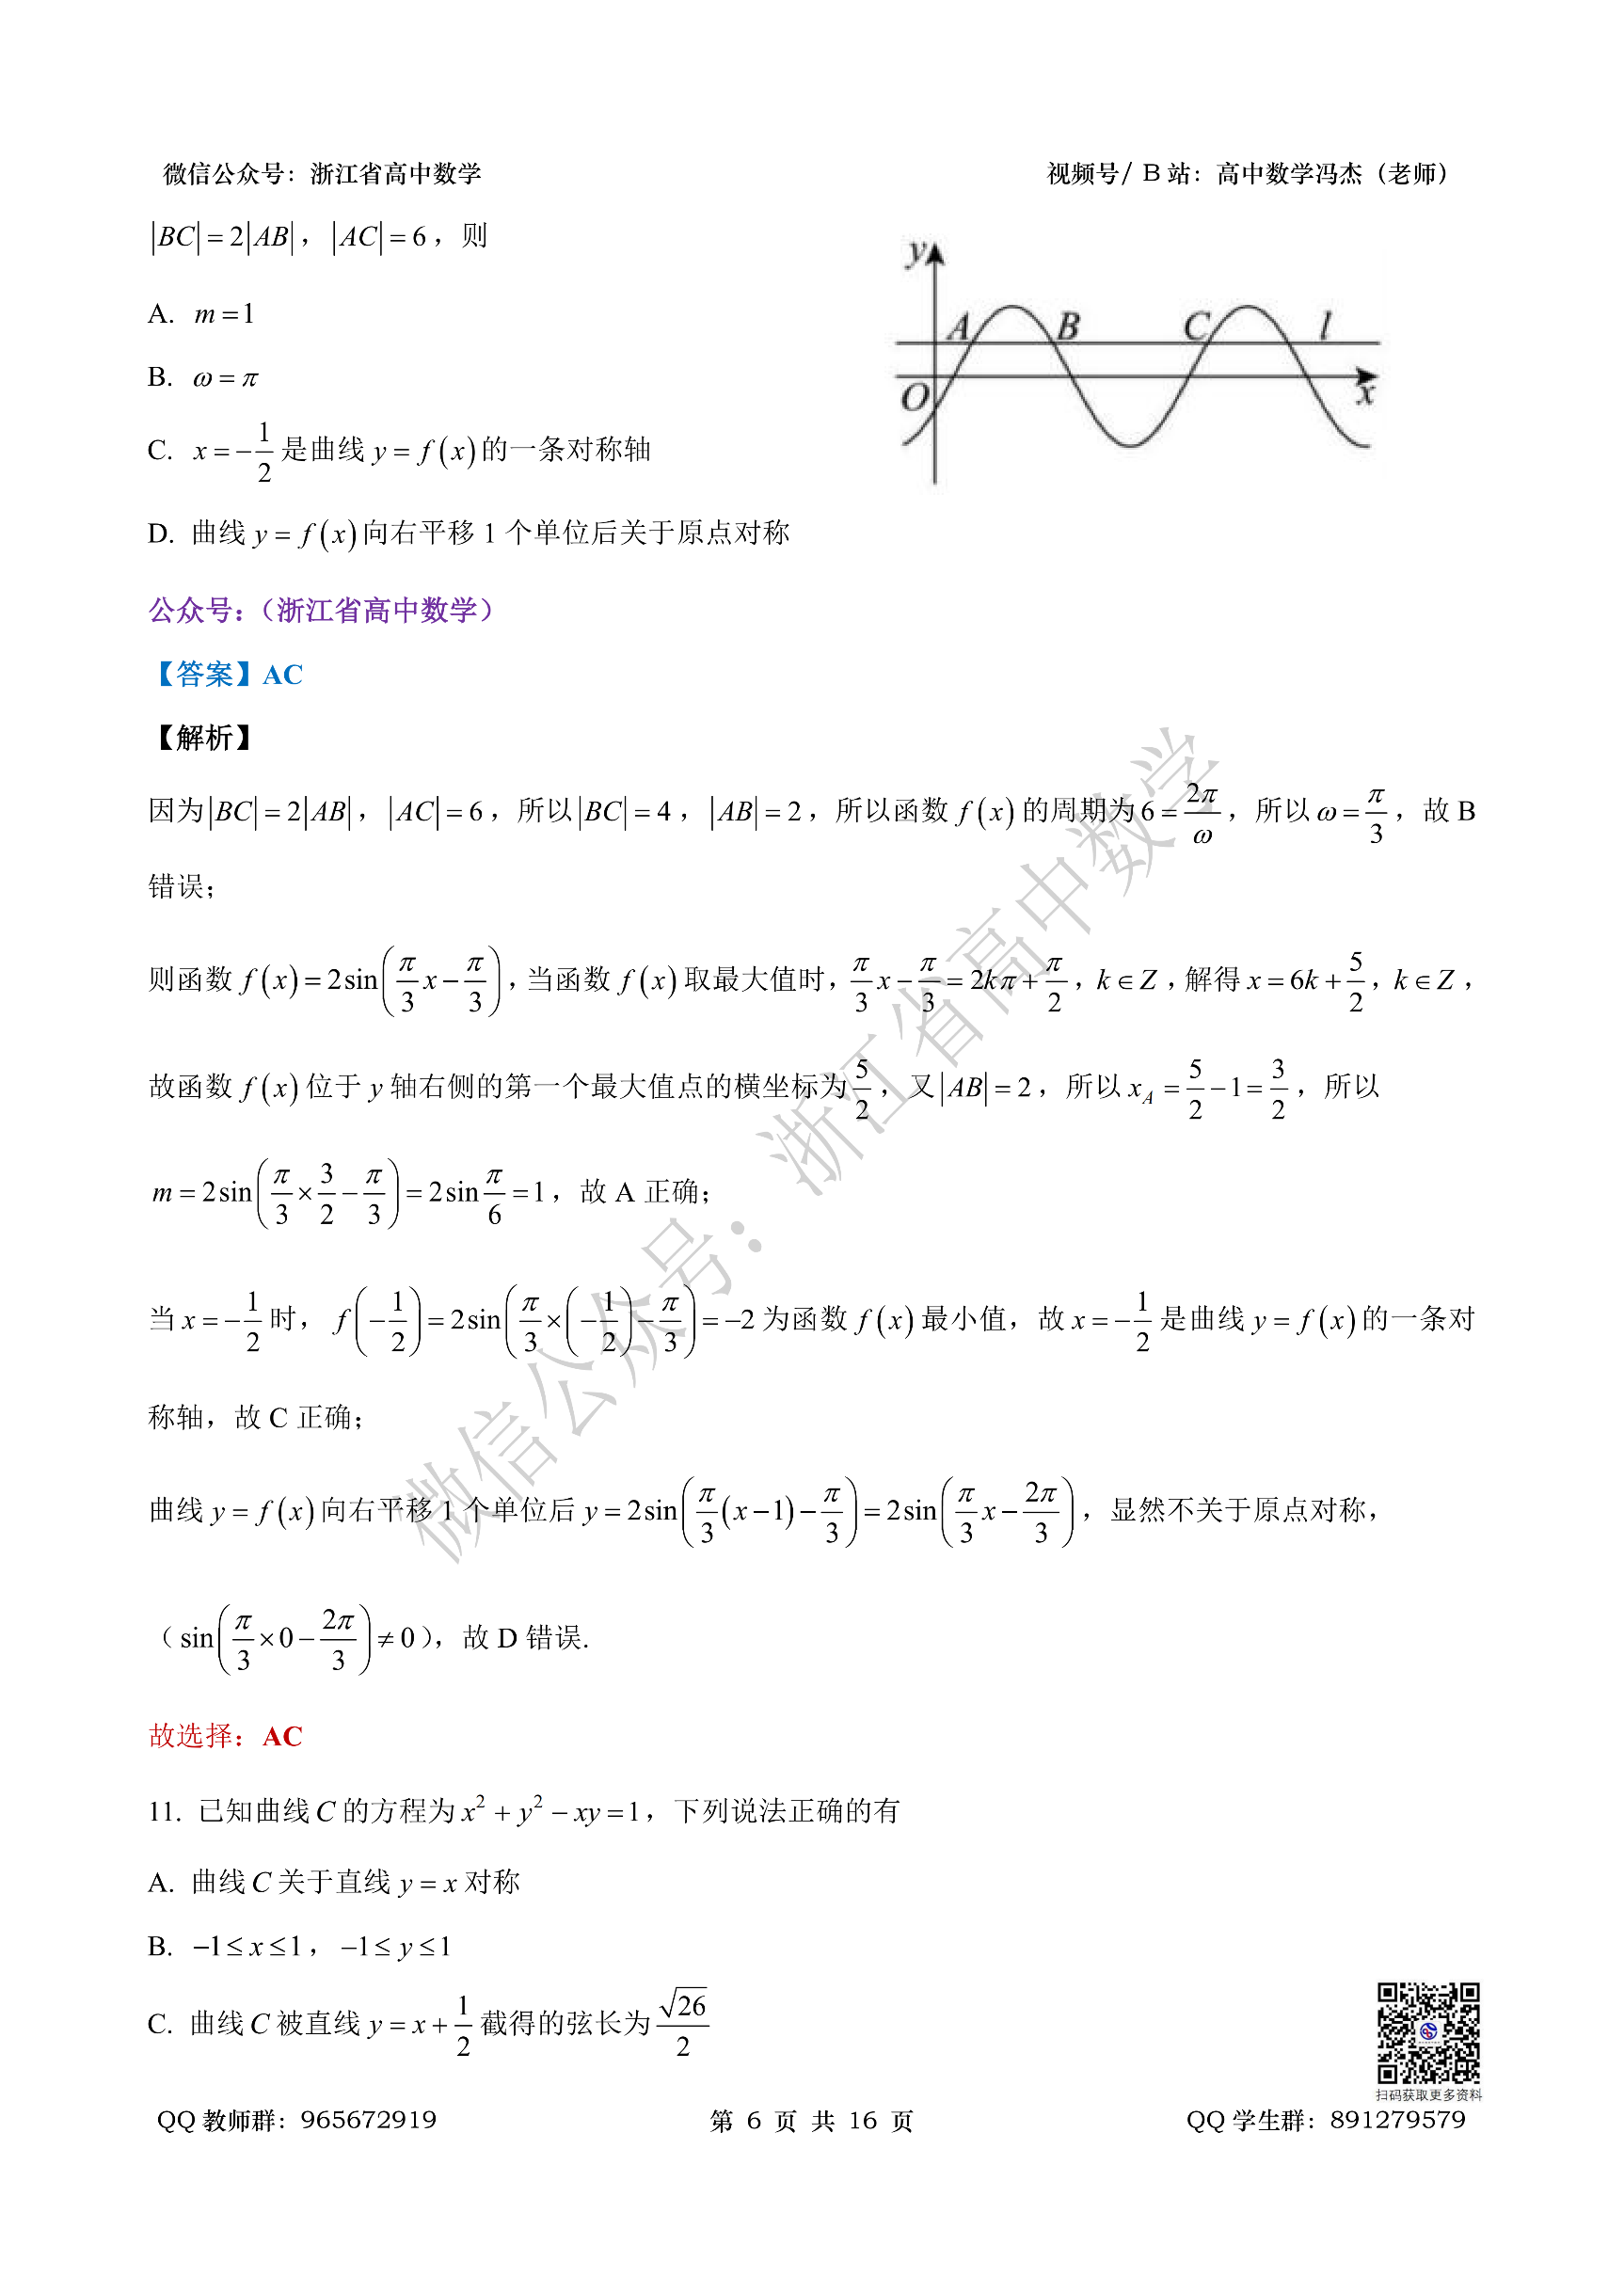 微信公众号：浙江省高中数学	视频号/ B 站：高中数学冯杰（老师）
|BC| = 2|AB|，|AC| = 6，则
A. m = 1
B. ω = π
C. x = −1/2 是曲线 y = f(x) 的一条对称轴
D. 曲线 y = f(x) 向右平移 1 个单位后关于原点对称
y
A B C l
O x
公众号：（浙江省高中数学）
【答案】AC
【解析】
因为|BC| = 2|AB|，|AC| = 6，所以|BC| = 4，|AB| = 2，所以函数 f(x) 的周期为 6 = 2π/ω，所以 ω = π/3，故 B
错误；
则函数 f(x) = 2sin(π/3 x − π/3)，当函数 f(x) 取最大值时，π/3 x − π/3 = 2kπ + π/2，k ∈ Z，解得 x = 6k + 5/2，k ∈ Z，
故函数 f(x) 位于 y 轴右侧的第一个最大值点的横坐标为 5/2，又|AB| = 2，所以 x_A = 5/2 − 1 = 3/2，所以
m = 2sin(π/3 × 3/2 − π/3) = 2sin π/6 = 1，故 A 正确；
当 x = −1/2 时，f(−1/2) = 2sin(π/3 × (−1/2) − π/3) = −2 为函数 f(x) 最小值，故 x = −1/2 是曲线 y = f(x) 的一条对
称轴，故 C 正确；
曲线 y = f(x) 向右平移 1 个单位后 y = 2sin(π/3 (x − 1) − π/3) = 2sin(π/3 x − 2π/3)，显然不关于原点对称，
（sin(π/3 × 0 − 2π/3) ≠ 0），故 D 错误.
故选择：AC
11. 已知曲线 C 的方程为 x² + y² − xy = 1，下列说法正确的有
A. 曲线 C 关于直线 y = x 对称
B. −1 ≤ x ≤ 1，−1 ≤ y ≤ 1
C. 曲线 C 被直线 y = x + 1/2 截得的弦长为 √26/2
微信公众号：浙江省高中数学
扫码获取更多资料
QQ 教师群：965672919	第 6 页 共 16 页	QQ 学生群：891279579